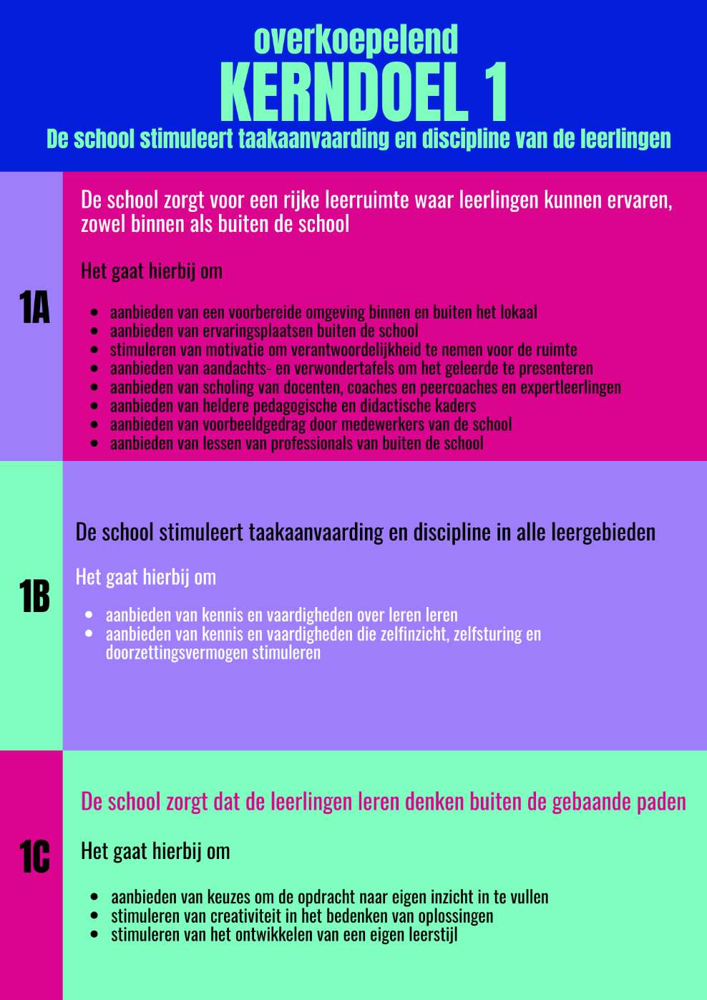 overkoepelend
KERNDOEL 1
De school stimuleert taakaanvaarding en discipline van de leerlingen
De school zorgt voor een rijke leerruimte waar leerlingen kunnen ervaren,
zowel binnen als buiten de school
Het gaat hierbij om
1A
• aanbieden van een voorbereide omgeving binnen en buiten het lokaal
• aanbieden van ervaringsplaatsen buiten de school
• stimuleren van motivatie om verantwoordelijkheid te nemen voor de ruimte
• aanbieden van aandachts- en verwondertafels om het geleerde te presenteren
• aanbieden van scholing van docenten, coaches en peercoaches en expertleerlingen
• aanbieden van heldere pedagogische en didactische kaders
• aanbieden van voorbeeldgedrag door medewerkers van de school
• aanbieden van lessen van professionals van buiten de school
De school stimuleert taakaanvaarding en discipline in alle leergebieden
Het gaat hierbij om
1B
• aanbieden van kennis en vaardigheden over leren leren
• aanbieden van kennis en vaardigheden die zelfinzicht, zelfsturing en
doorzettingsvermogen stimuleren
De school zorgt dat de leerlingen leren denken buiten de gebaande paden
Het gaat hierbij om
1C
• aanbieden van keuzes om de opdracht naar eigen inzicht in te vullen
• stimuleren van creativiteit in het bedenken van oplossingen
• stimuleren van het ontwikkelen van een eigen leerstijl